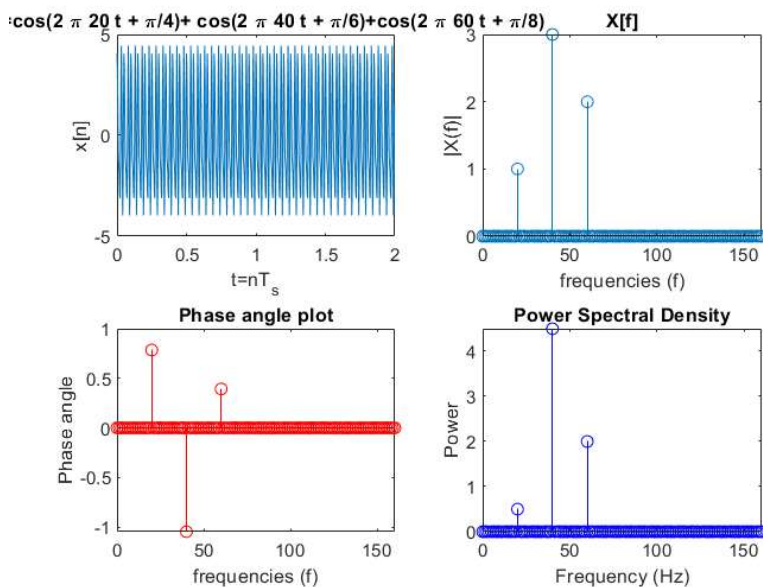 =cos(2 π 20 t + π/4)+ cos(2 π 40 t + π/6)+cos(2 π 60 t + π/8)
5
0
-5
x[n]
0 0.5 1 1.5 2
t=nT_s
X[f]
3
2
1
0
|X(f)|
0 50 100 150
frequencies (f)
Phase angle plot
1
0.5
0
-0.5
-1
Phase angle
0 50 100 150
frequencies (f)
Power Spectral Density
4
3
2
1
0
Power
0 50 100 150
Frequency (Hz)